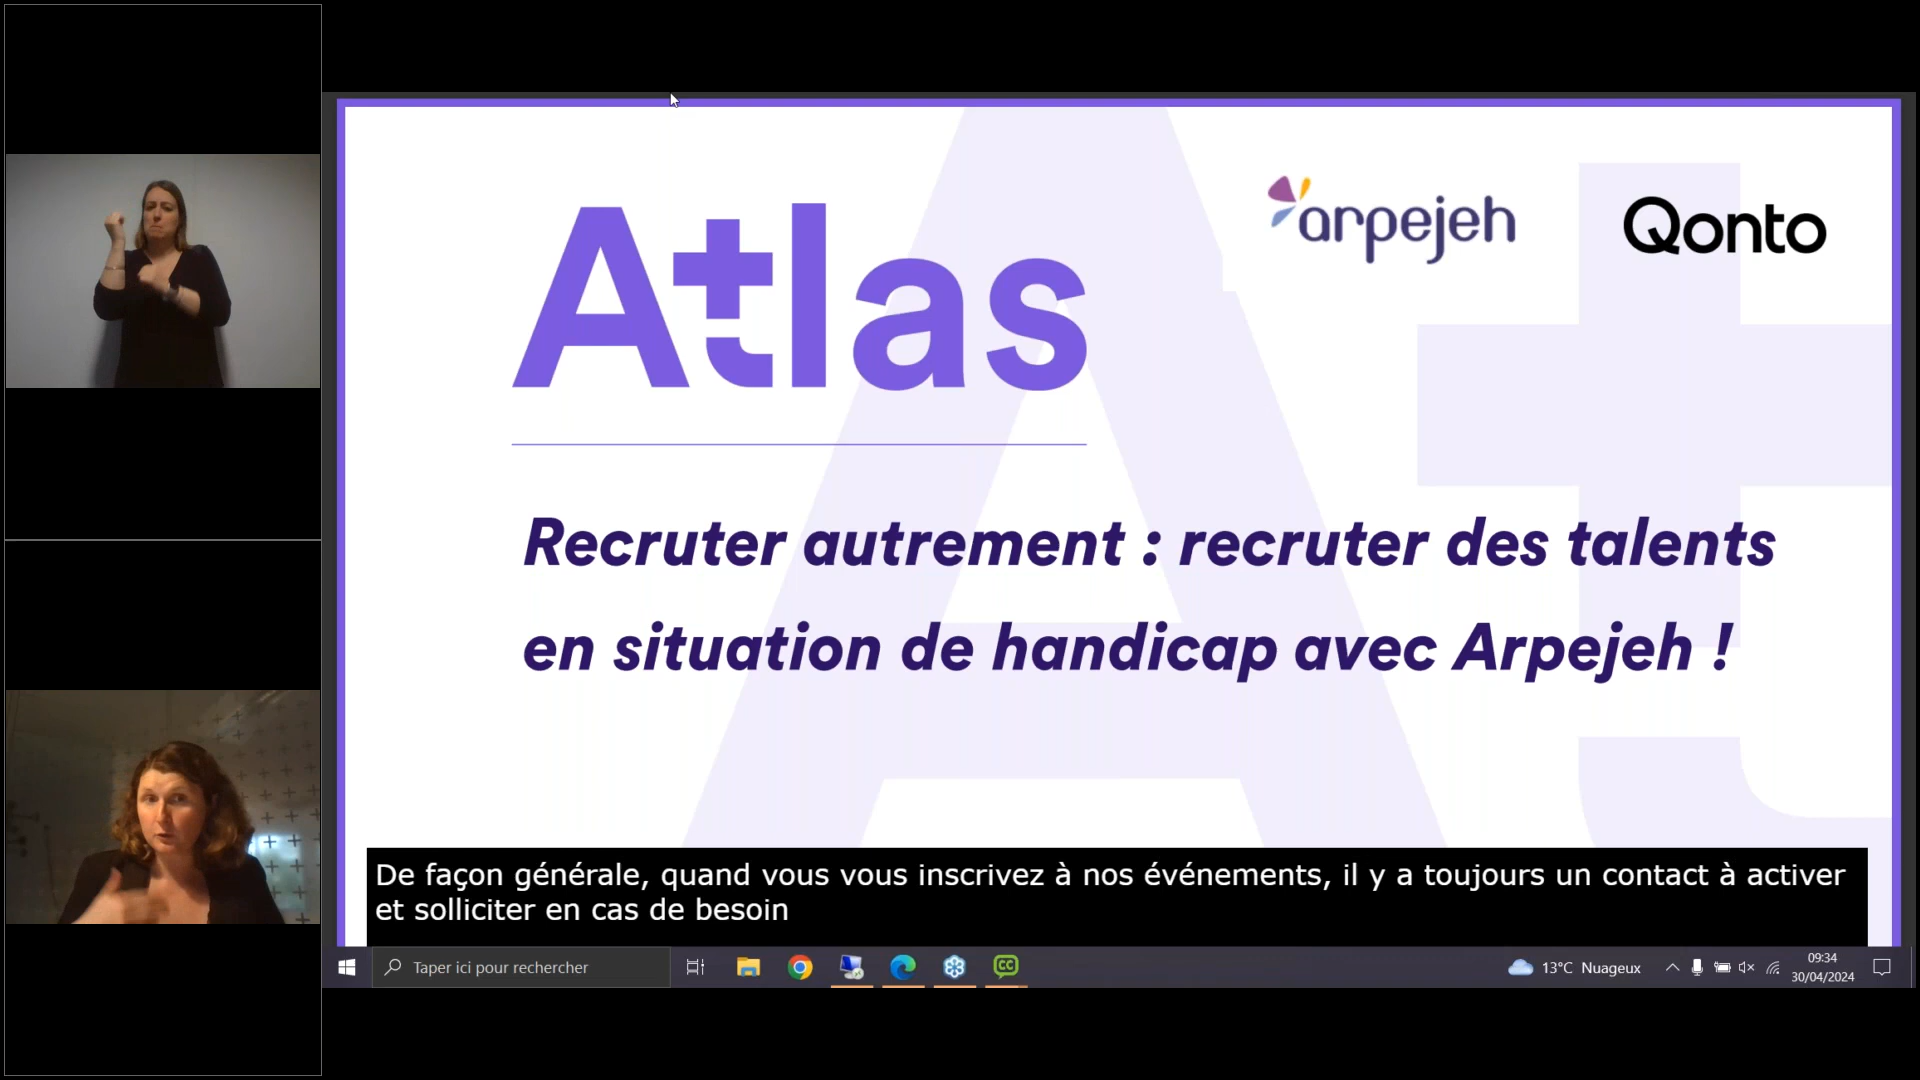 Atlas
arpejeh
Qonto
Recruter autrement : recruter des talents
en situation de handicap avec Arpejeh !
De façon générale, quand vous vous inscrivez à nos événements, il y a toujours un contact à activer
et solliciter en cas de besoin
Taper ici pour rechercher
CC
13°C Nuageux
09:34
30/04/2024